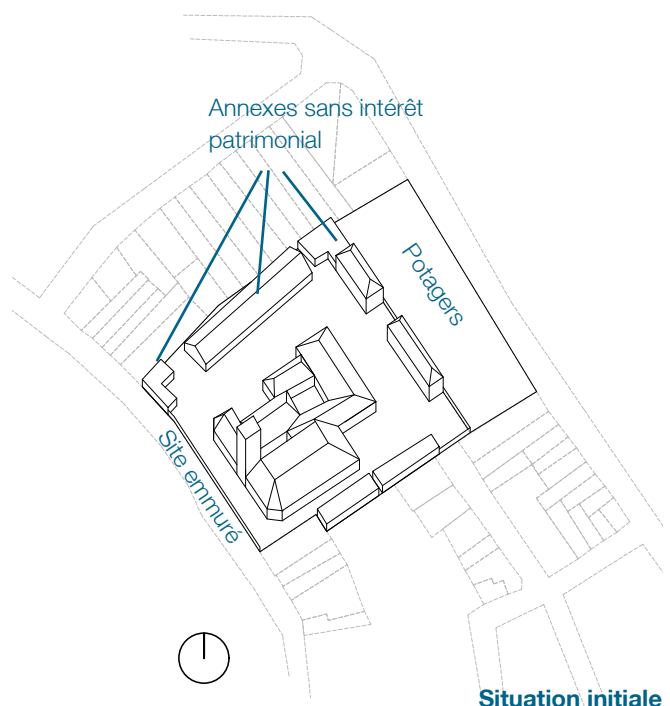 Annexes sans intérêt
patrimonial
Potagers
Site emmuré
Situation initiale